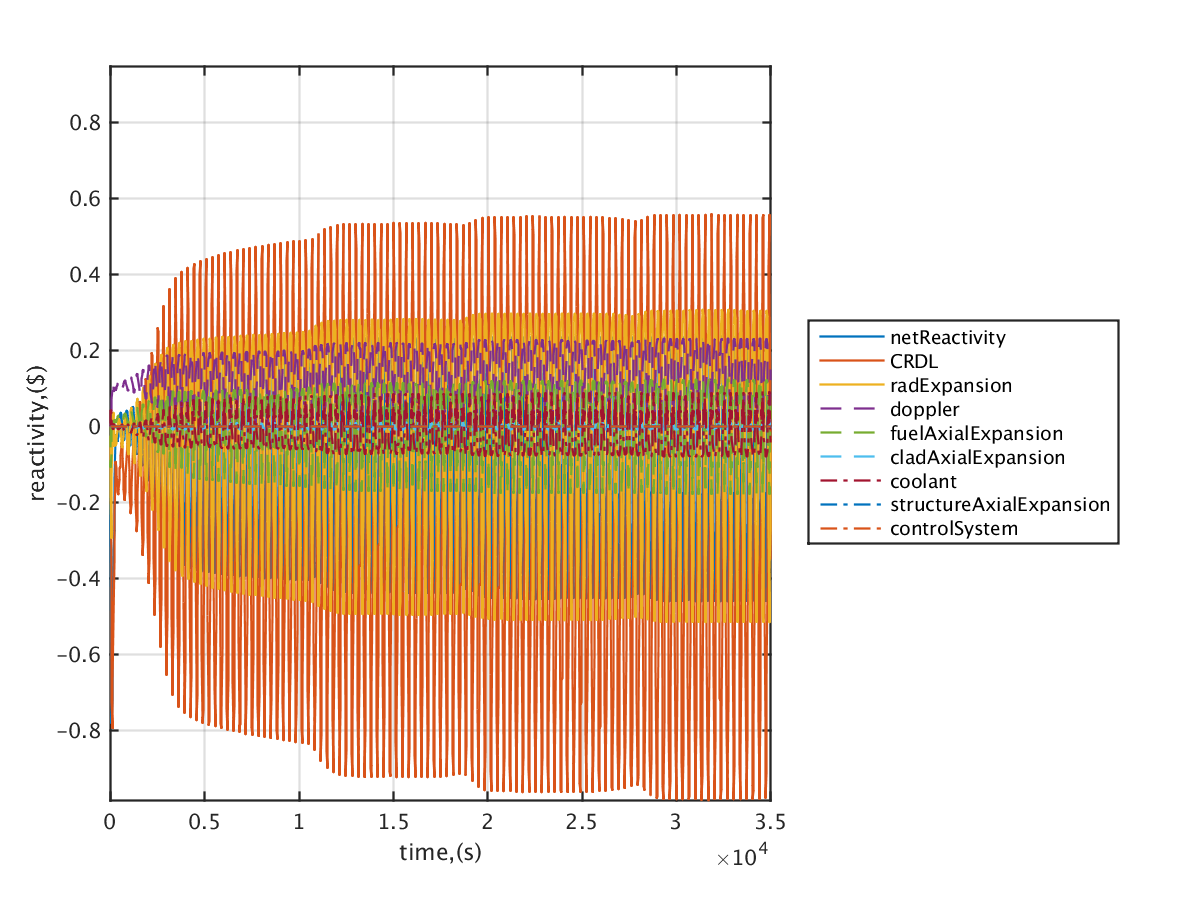 0.8
0.6
0.4
0.2
0
-0.2
-0.4
-0.6
-0.8
reactivity,($)
0 0.5 1 1.5 2 2.5 3 3.5
time,(s)
×10^4
netReactivity
CRDL
radExpansion
doppler
fuelAxialExpansion
cladAxialExpansion
coolant
structureAxialExpansion
controlSystem